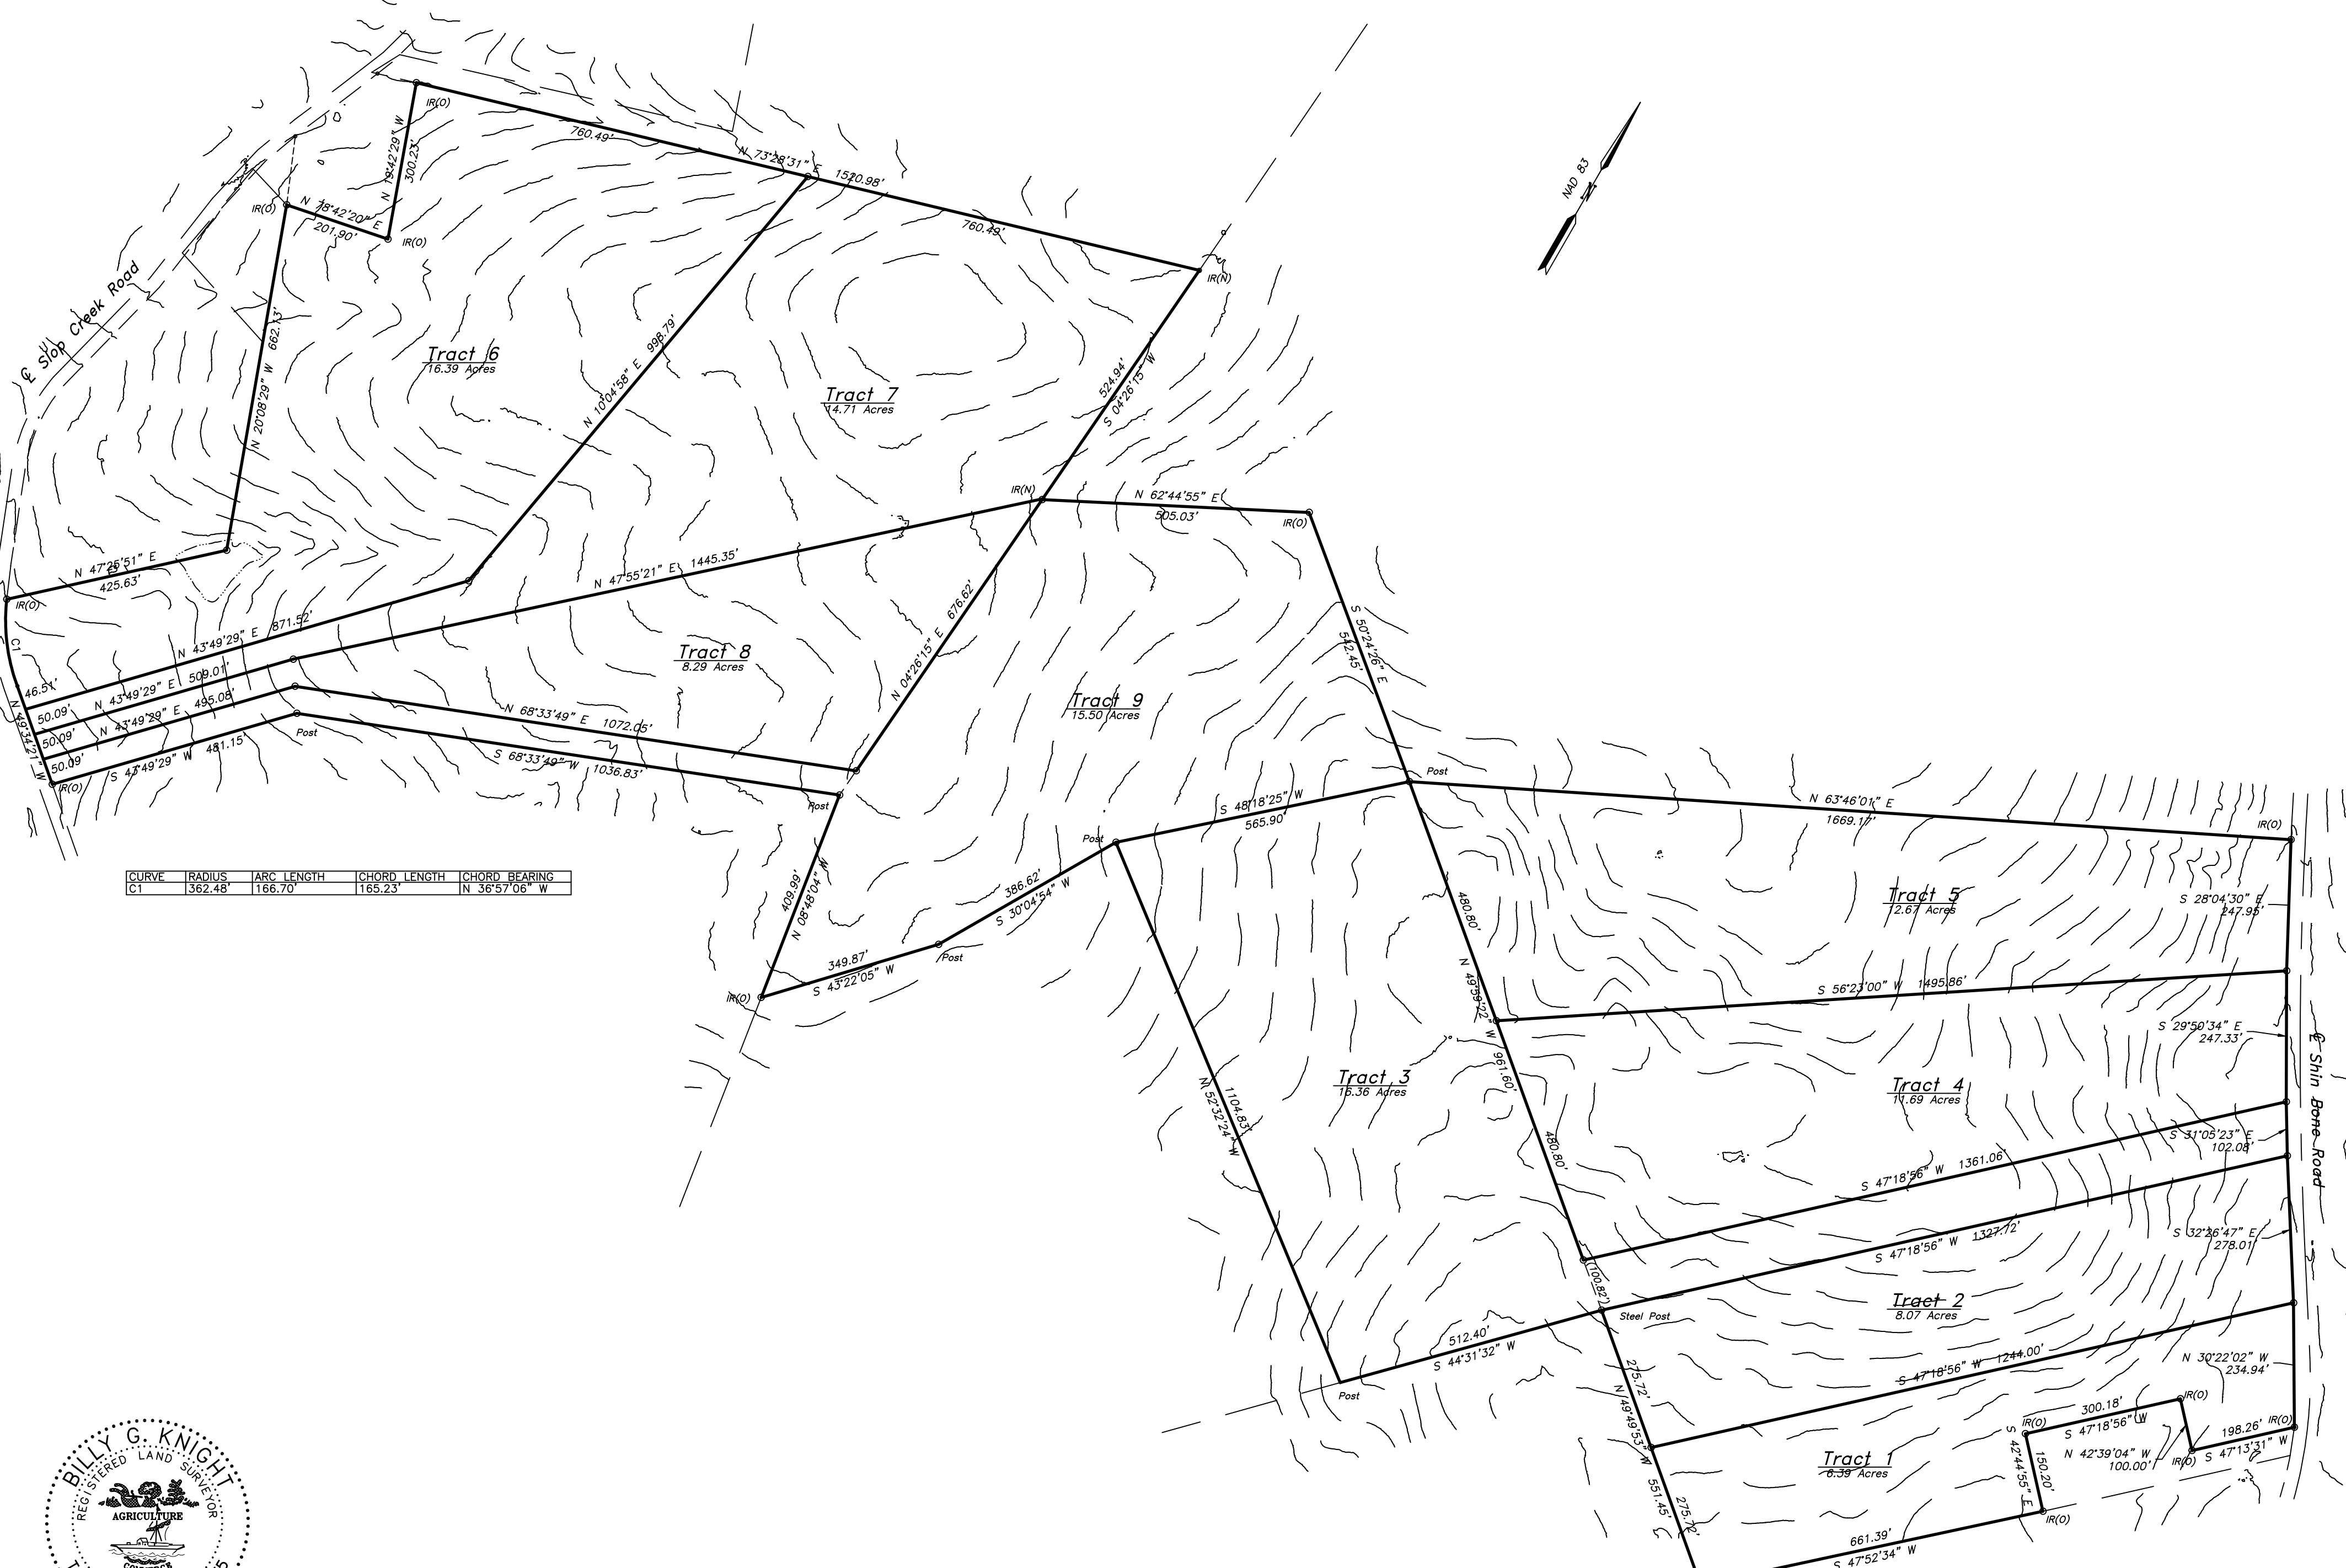 IR(O)
N 19°42'29" W
300.23'
760.49'
N 73°28'31" E
1520.98'
760.49'
IR(N)
NAD 83
N
IR(O)
N 78°42'20" E
201.90'
IR(O)
℄ Slop Creek Road
N 20°08'29" W 662.13'
Tract 6
16.39 Acres
N 10°04'58" E 998.79'
Tract 7
14.71 Acres
524.94'
S 04°26'15" W
IR(N)
N 62°44'55" E
505.03'
IR(O)
N 47°25'51" E
425.63'
IR(O)
C1
N 47°55'21" E 1445.35'
N 43°49'29" E 871.52'
46.51'
N 43°49'29" E 509.01'
50.09'
N 43°49'29" E 495.08'
50.09'
S 43°49'29" W 481.15'
50.09'
N 49°34'21" W
IR(O)
Post
Tract 8
8.29 Acres
N 68°33'49" E 1072.05'
S 68°33'49" W 1036.83'
Post
N 04°26'15" E 676.62'
Tract 9
15.50 Acres
S 50°24'26" E
542.45'
Post
S 48°18'25" W
565.90'
Post
386.62'
S 30°04'54" W
409.99'
N 08°48'04" W
349.87'
S 43°22'05" W
Post
IR(O)
CURVE RADIUS ARC LENGTH CHORD LENGTH CHORD BEARING
C1 362.48' 166.70' 165.23' N 36°57'06" W
N 63°46'01" E
1669.17'
IR(O)
Tract 5
12.67 Acres
S 28°04'30" E
247.95'
480.80'
N 49°59'22" W 961.60'
S 56°23'00" W 1495.86'
S 29°50'34" E
247.33'
℄ Shin Bone Road
Tract 3
16.36 Acres
N 52°32'24" W
1104.83'
Tract 4
11.69 Acres
480.80'
S 47°18'56" W 1361.06'
S 31°05'23" E
102.08'
S 47°18'56" W 1327.72'
S 32°26'47" E
278.01'
(100.82')
Steel Post
512.40'
S 44°31'32" W
Post
Tract 2
8.07 Acres
275.72'
N 49°49'53" W 551.45'
275.72'
S 47°18'56" W 1244.00'
N 30°22'02" W
234.94'
IR(O)
300.18'
S 47°18'56" W
IR(O)
198.26'
S 47°13'31" W
IR(O)
N 42°39'04" W
100.00'
IR(O)
Tract 1
6.39 Acres
S 42°44'55" E
150.20'
IR(O)
661.39'
S 47°52'34" W
BILLY G. KNIGHT
REGISTERED LAND SURVEYOR
AGRICULTURE
COMMERCE